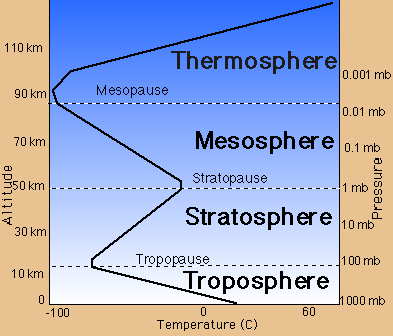 110 km
Thermosphere
0.001 mb
90 km
Mesopause
0.01 mb
70 km
Mesosphere
0.1 mb
Stratopause
50 km
1 mb
Altitude
Pressure
Stratosphere
30 km
10 mb
Tropopause
100 mb
10 km
Troposphere
0
1000 mb
-100
0
60
Temperature (C)